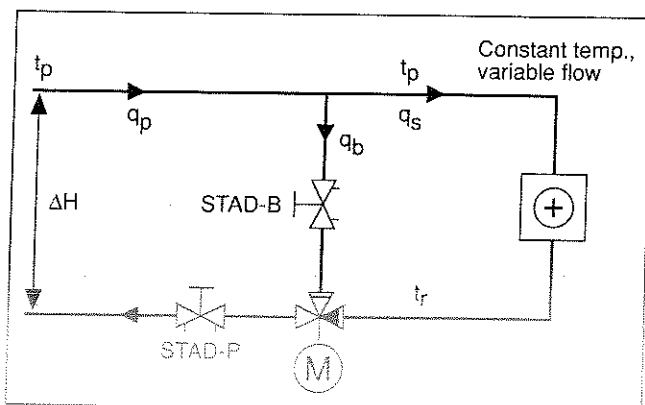 Constant temp.,
variable flow
tp
tp
qp
qs
qb
ΔH
STAD-B
tr
STAD-P
M